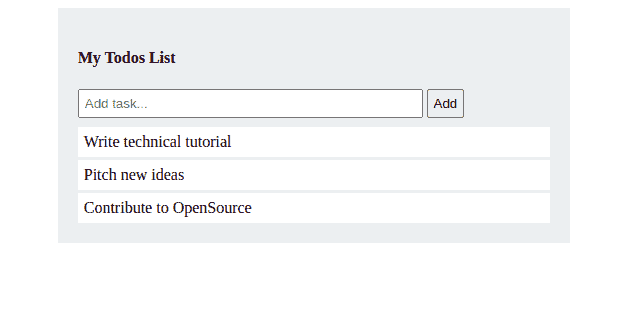 My Todos List
Add task... Add
Write technical tutorial
Pitch new ideas
Contribute to OpenSource